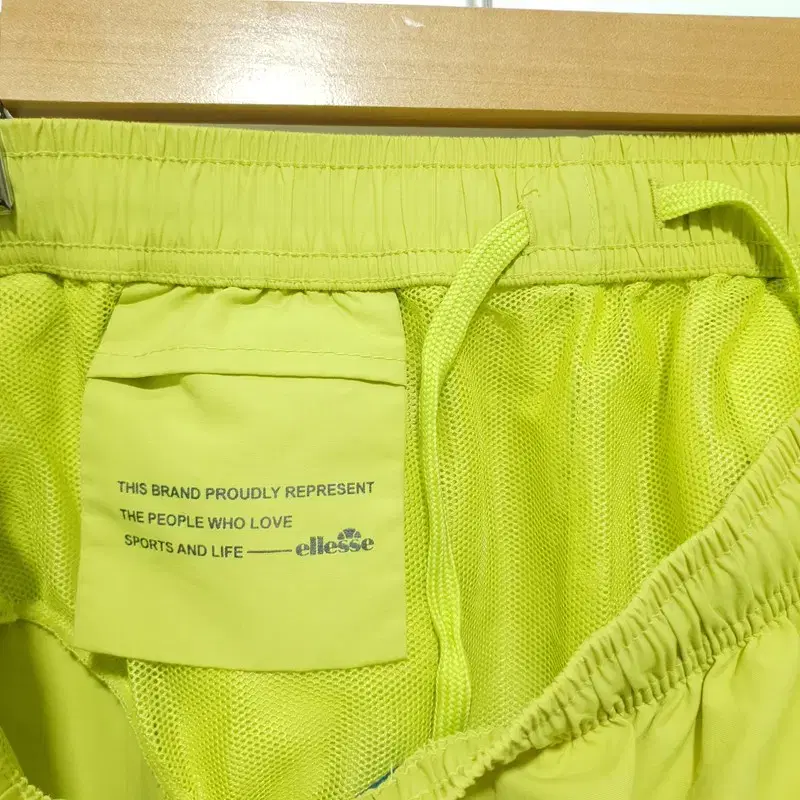 THIS BRAND PROUDLY REPRESENT
THE PEOPLE WHO LOVE
SPORTS AND LIFE — ellesse